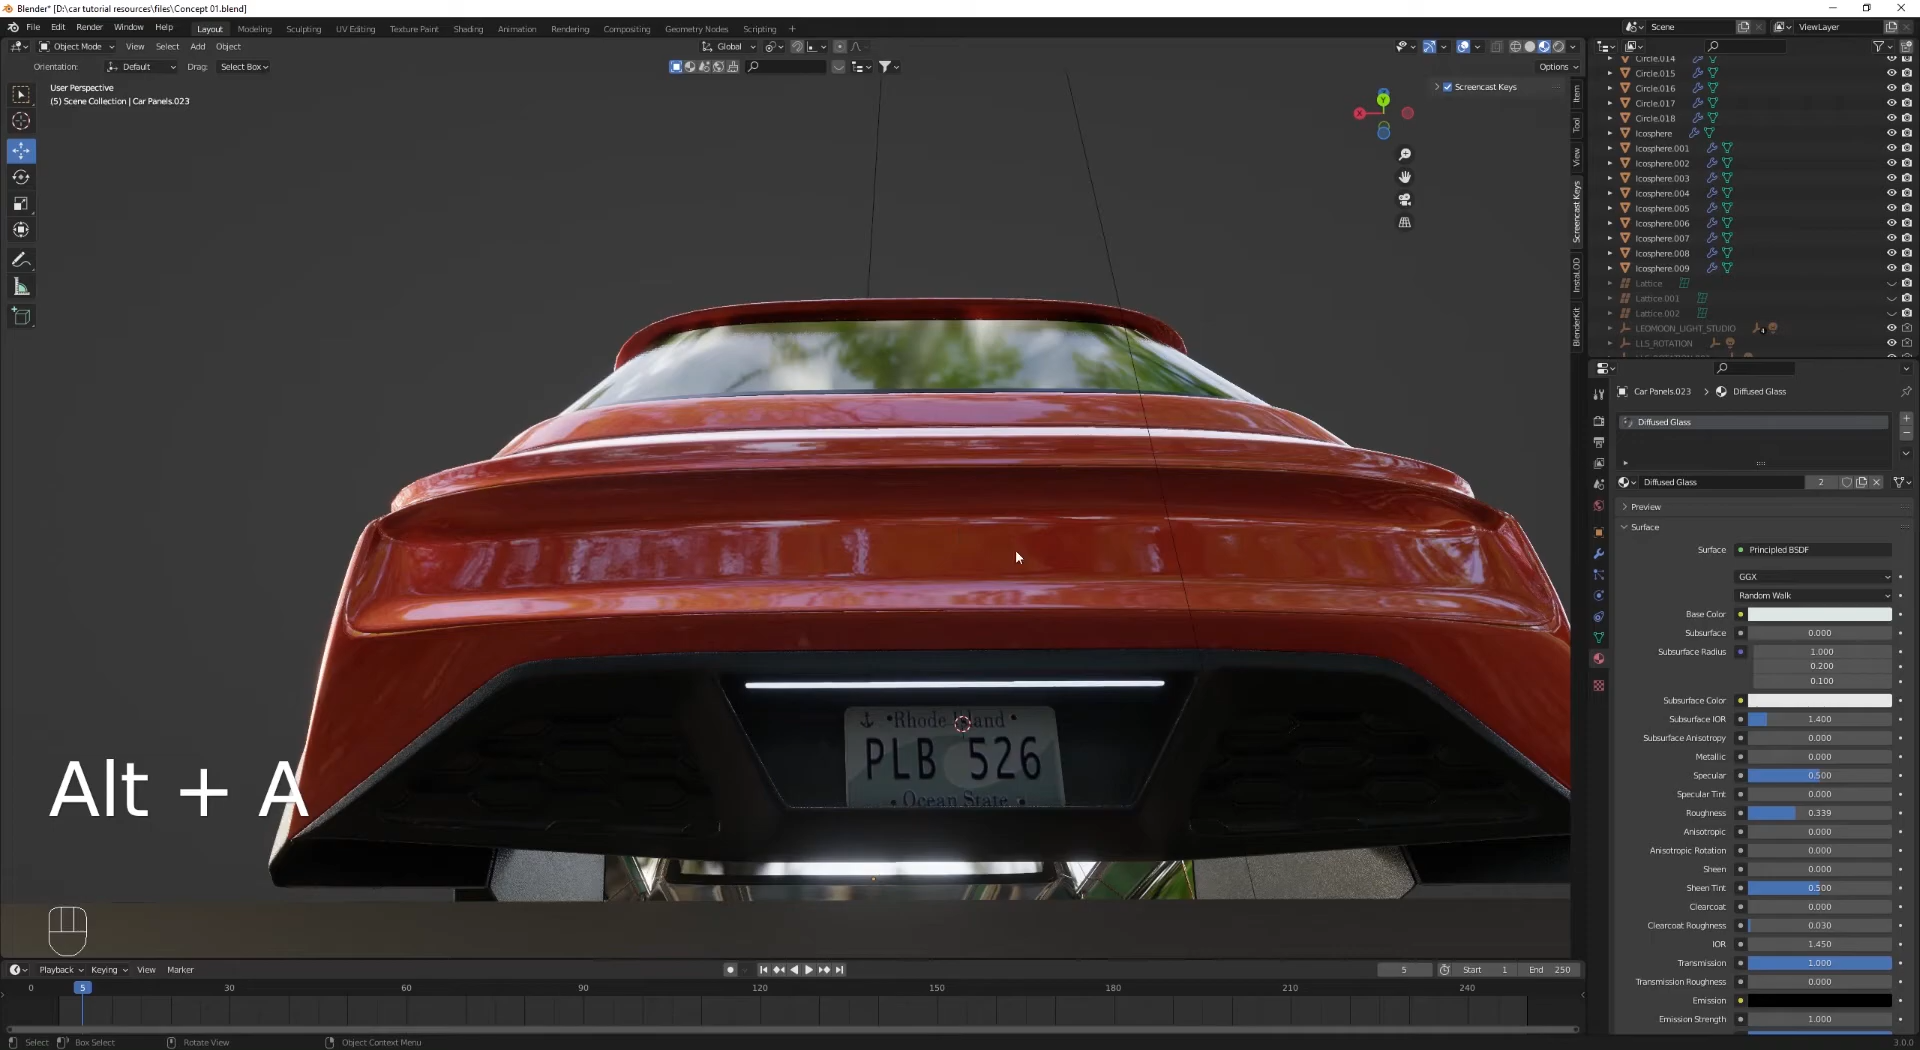 Blender* [D:\car tutorial resources\files\Concept 01.blend]
File Edit Render Window Help Layout Modeling Sculpting UV Editing Texture Paint Shading Animation Rendering Compositing Geometry Nodes Scripting + Scene ViewLayer
Object Mode View Select Add Object Global
Orientation: Default Drag: Select Box Options
User Perspective
(5) Scene Collection | Car Panels.023
Screencast Keys
Item
Tool
View
Screencast Keys
InstaLOD
BlenderKit
X
Y
Circle.014
Circle.015
Circle.016
Circle.017
Circle.018
Icosphere
Icosphere.001
Icosphere.002
Icosphere.003
Icosphere.004
Icosphere.005
Icosphere.006
Icosphere.007
Icosphere.008
Icosphere.009
Lattice
Lattice.001
Lattice.002
LEOMOON_LIGHT_STUDIO
LLS_ROTATION
Car Panels.023 > Diffused Glass
Diffused Glass
Diffused Glass 2
Preview
Surface
Surface Principled BSDF
GGX
Random Walk
Base Color
Subsurface 0.000
Subsurface Radius 1.000
0.200
0.100
Subsurface Color
Subsurface IOR 1.400
Subsurface Anisotropy 0.000
Metallic 0.000
Specular 0.500
Specular Tint 0.000
Roughness 0.339
Anisotropic 0.000
Anisotropic Rotation 0.000
Sheen 0.000
Sheen Tint 0.500
Clearcoat 0.000
Clearcoat Roughness 0.030
IOR 1.450
Transmission 1.000
Transmission Roughness 0.000
Emission
Emission Strength 1.000
•Rhode Island•
PLB 526
•Ocean State•
Alt + A
Playback Keying View Marker 5 Start 1 End 250
0 5 30 60 90 120 150 180 210 240
Select Box Select Rotate View Object Context Menu 3.0.0